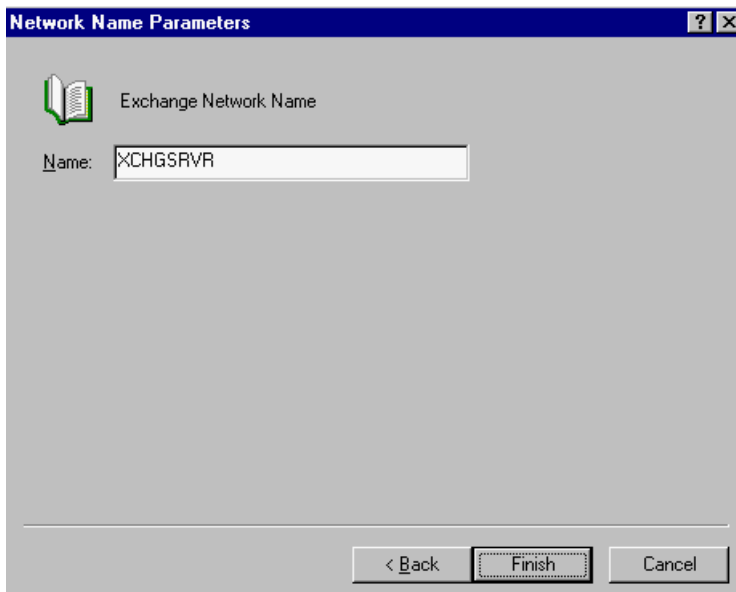 Network Name Parameters
Exchange Network Name
Name: XCHGSRVR
< Back Finish Cancel